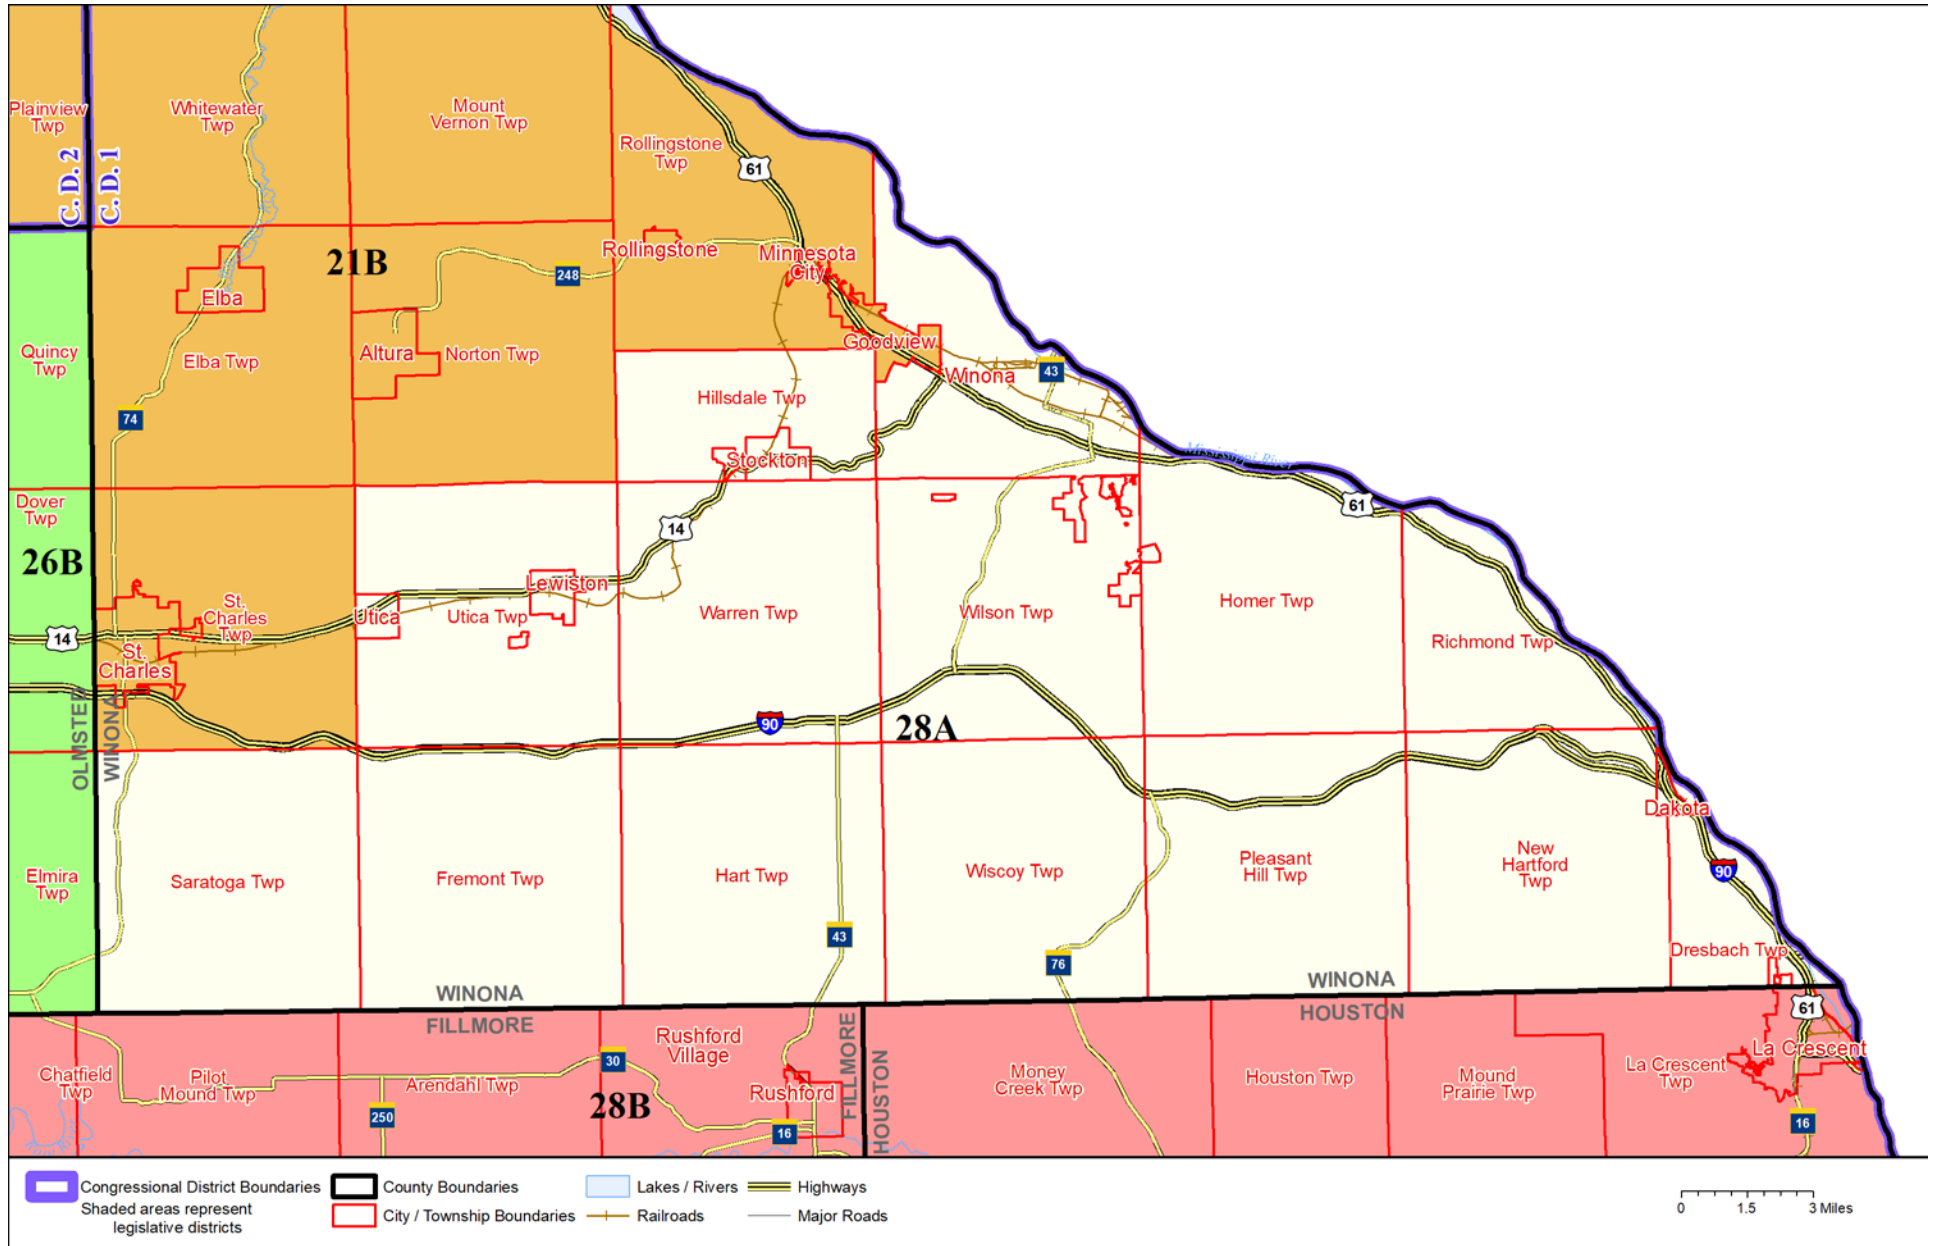 Plainview
Twp
Whitewater
Twp
Mount
Vernon Twp
Rollingstone
Twp
61
C. D. 2
C. D. 1
Rollingstone
Minnesota
City
21B
248
Elba
Quincy
Twp
Elba Twp
Altura
Norton Twp
Goodview
Winona
43
Hillsdale Twp
74
Stockton
Mississippi River
Dover
Twp
61
14
26B
Lewiston
St.
Charles
Twp
Utica
Utica Twp
Warren Twp
Wilson Twp
Homer Twp
Richmond Twp
14
St.
Charles
OLMSTED
WINONA
90
28A
Dakota
Elmira
Twp
Saratoga Twp
Fremont Twp
Hart Twp
Wiscoy Twp
Pleasant
Hill Twp
New
Hartford
Twp
90
43
76
Dresbach Twp
WINONA
WINONA
FILLMORE
HOUSTON
61
Rushford
Village
FILLMORE
HOUSTON
La Crescent
La Crescent
Twp
Chatfield
Twp
Pilot
Mound Twp
Arendahl Twp
30
Rushford
Money
Creek Twp
Houston Twp
Mound
Prairie Twp
250
28B
16
16
Congressional District Boundaries
Shaded areas represent
legislative districts
County Boundaries
City / Township Boundaries
Lakes / Rivers
Railroads
Highways
Major Roads
0 1.5 3 Miles